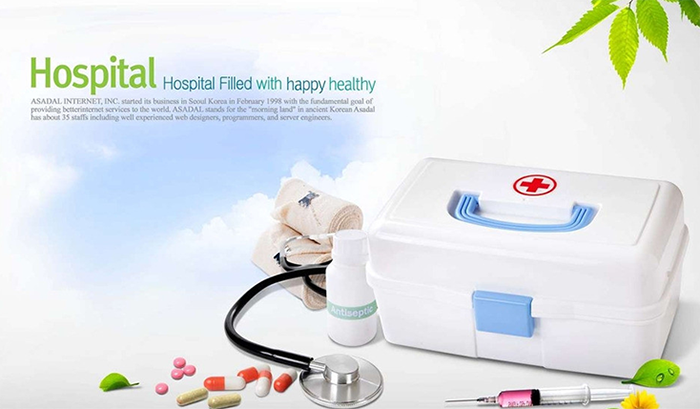 Hospital Hospital Filled with happy healthy
ASADAL INTERNET, INC. started its business in Seoul Korea in February 1998 with the fundamental goal of
providing betterinternet services to the world. ASADAL stands for the "morning land" in ancient Korean Asadal
has about 35 staffs including well experienced web designers, programmers, and server engineers.
Antiseptic